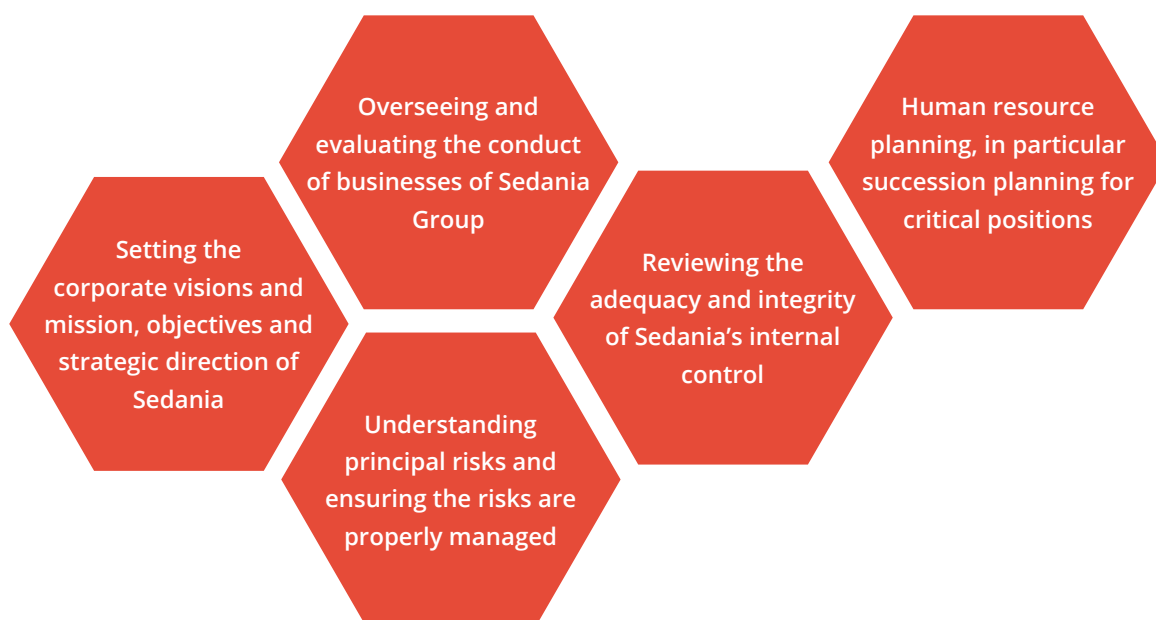 Setting the
corporate visions and
mission, objectives and
strategic direction of
Sedania
Overseeing and
evaluating the conduct
of businesses of Sedania
Group
Understanding
principal risks and
ensuring the risks are
properly managed
Reviewing the
adequacy and integrity
of Sedania’s internal
control
Human resource
planning, in particular
succession planning for
critical positions